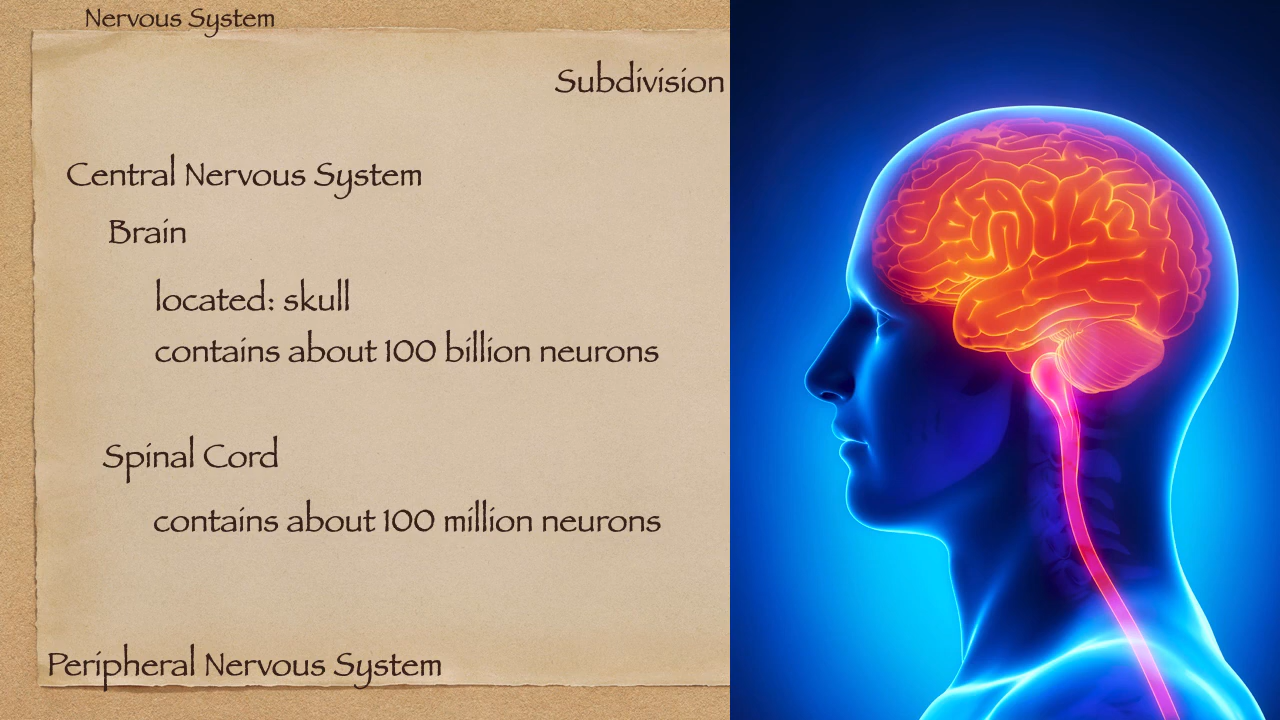 Nervous System
Subdivision
Central Nervous System
Brain
located: skull
contains about 100 billion neurons
Spinal Cord
contains about 100 million neurons
Peripheral Nervous System